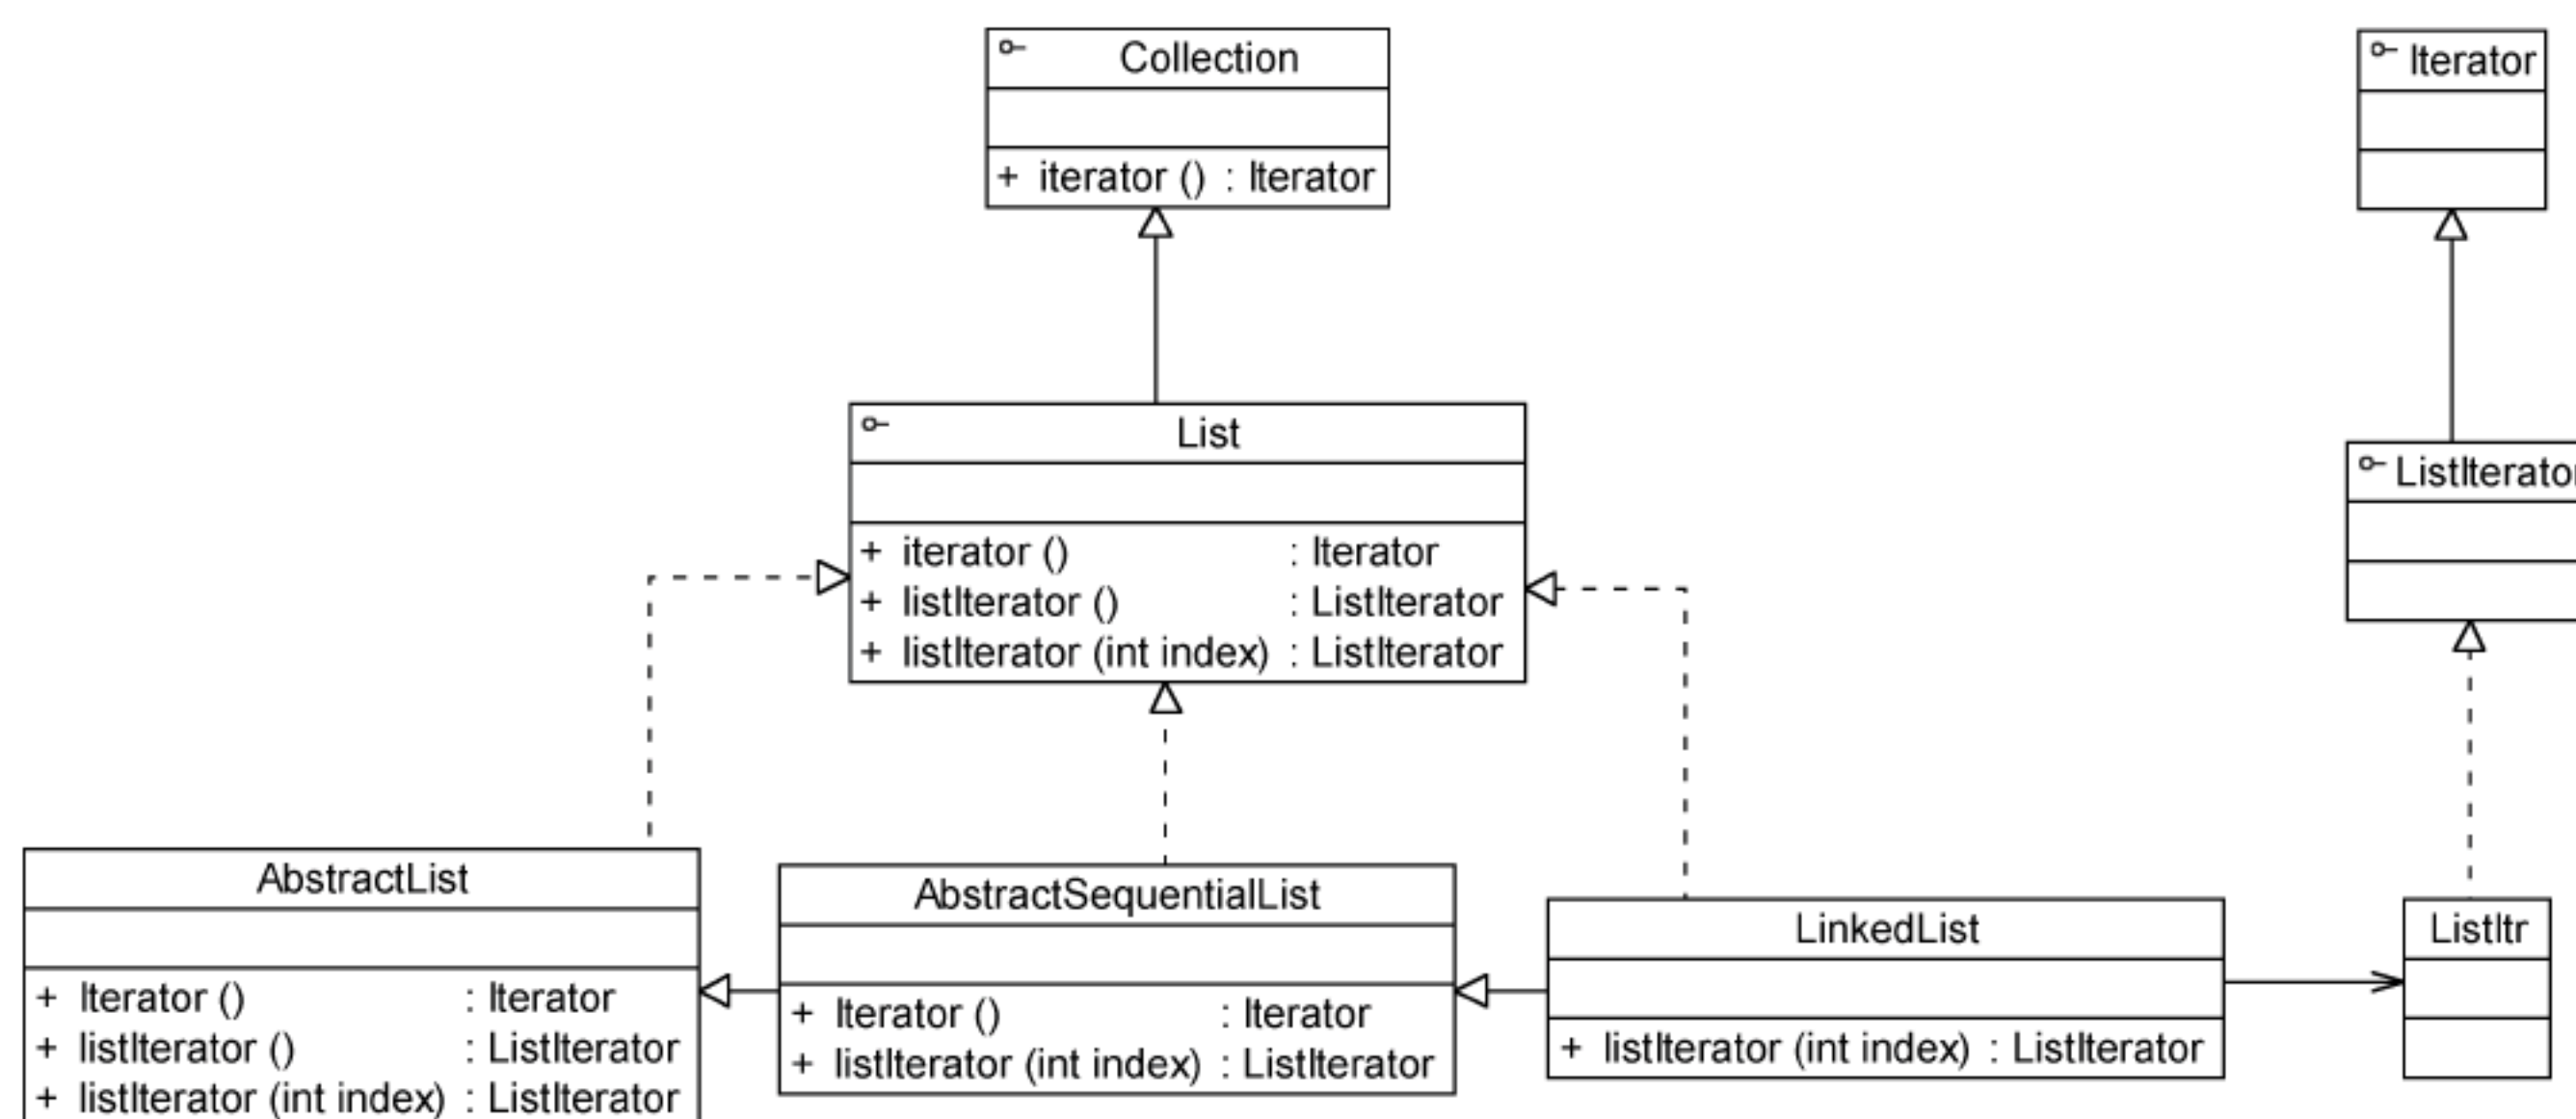 Collection
+ iterator () : Iterator
Iterator
List
+ iterator () : Iterator
+ listIterator () : ListIterator
+ listIterator (int index) : ListIterator
ListIterator
AbstractList
+ Iterator () : Iterator
+ listIterator () : ListIterator
+ listIterator (int index) : ListIterator
AbstractSequentialList
+ Iterator () : Iterator
+ listIterator (int index) : ListIterator
LinkedList
+ listIterator (int index) : ListIterator
ListItr